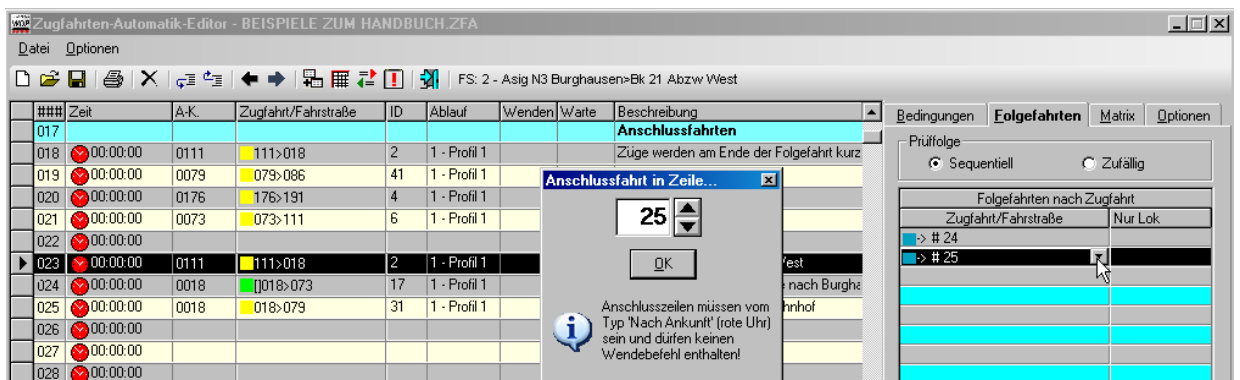 Zugfahrten-Automatik-Editor - BEISPIELE ZUM HANDBUCH.ZFA
Datei Optionen
FS: 2 - Asig N3 Burghausen>Bk 21 Abzw West
### Zeit A.-K. Zugfahrt/Fahrstraße ID Ablauf Wenden Warte Beschreibung
017 Anschlussfahrten
018 00:00:00 0111 111>018 2 1 - Profil 1 Züge werden am Ende der Folgefahrt kurz
019 00:00:00 0079 079>086 41 1 - Profil 1
020 00:00:00 0176 176>191 4 1 - Profil 1
021 00:00:00 0073 073>111 6 1 - Profil 1
022 00:00:00
023 00:00:00 0111 111>018 2 1 - Profil 1
024 00:00:00 0018 []018>073 17 1 - Profil 1 nach Burgha
025 00:00:00 0018 018>079 31 1 - Profil 1
026 00:00:00
027 00:00:00
028 00:00:00
Anschlussfahrt in Zeile...
25
OK
Anschlusszeilen müssen vom
Typ 'Nach Ankunft' (rote Uhr)
sein und dürfen keinen
Wendebefehl enthalten!
Bedingungen Folgefahrten Matrix Optionen
Prüffolge
Sequentiell Zufällig
Folgefahrten nach Zugfahrt
Zugfahrt/Fahrstraße Nur Lok
-> # 24
-> # 25